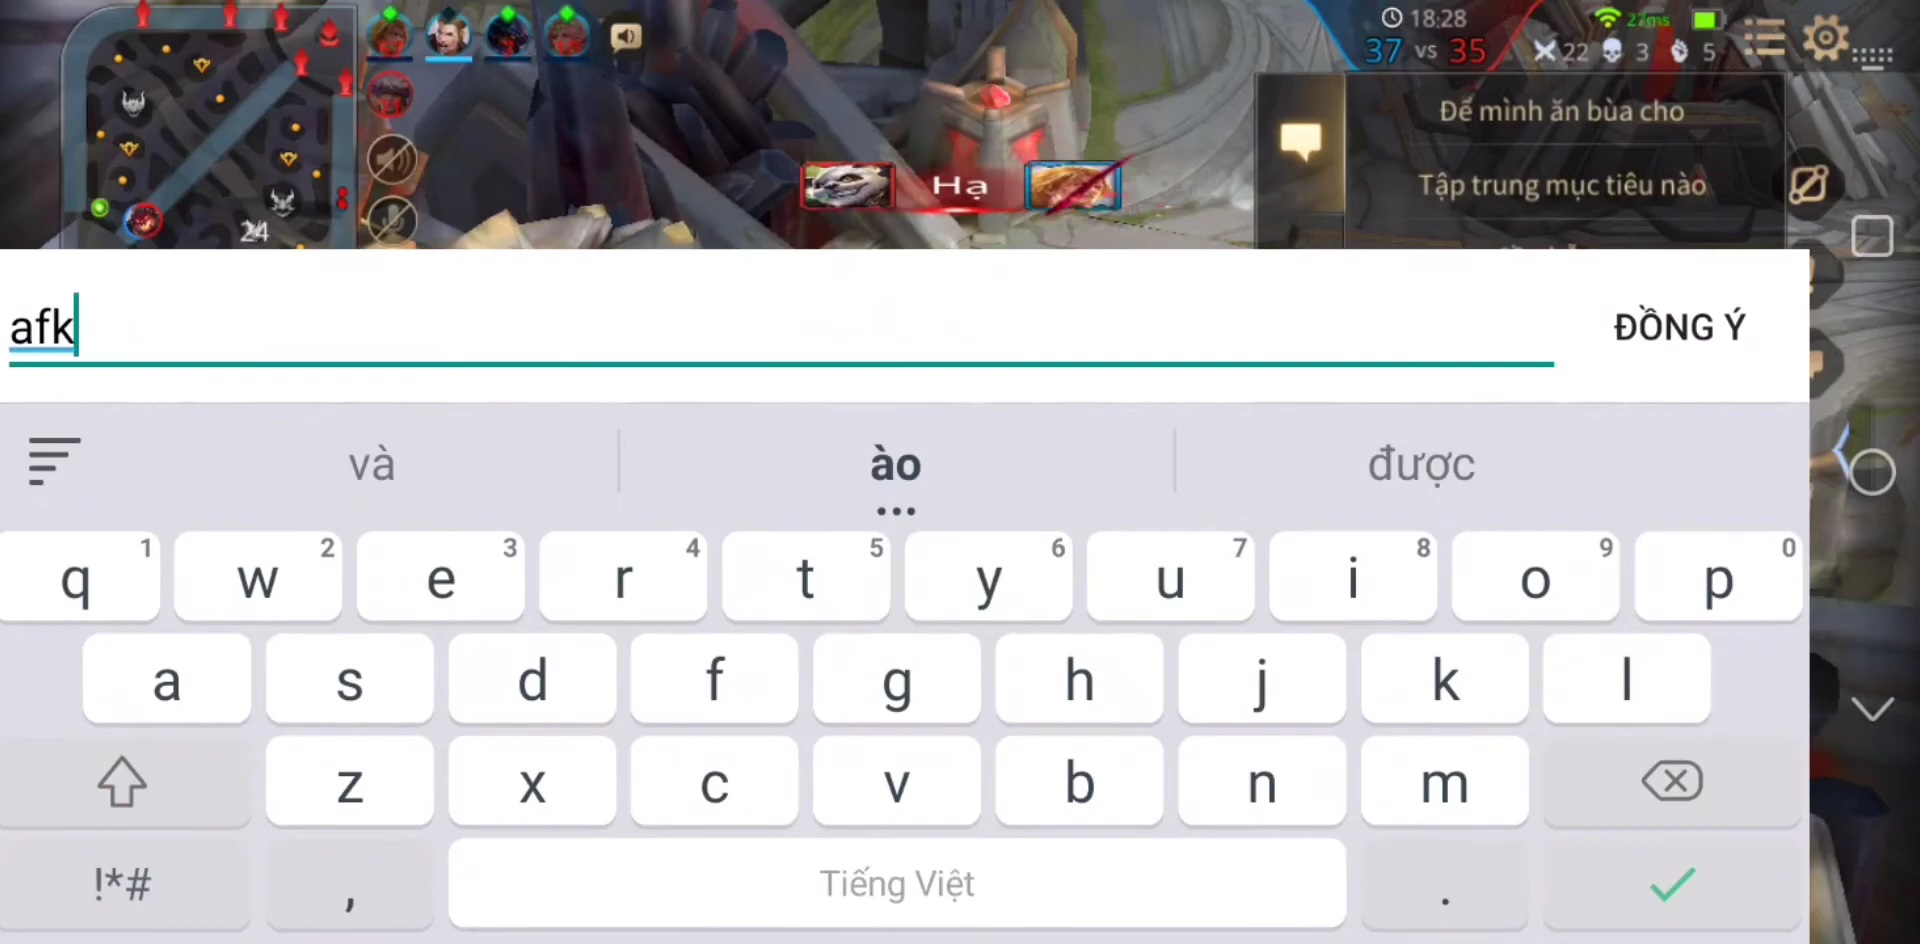 18:28
27ms
37 vs 35
22
3
5
Để mình ăn bùa cho
Tập trung mục tiêu nào
Hạ
24
afk
ĐỒNG Ý
và
ào
được
q 1 w 2 e 3 r 4 t 5 y 6 u 7 i 8 o 9 p 0
a s d f g h j k l
z x c v b n m
!*# , Tiếng Việt .